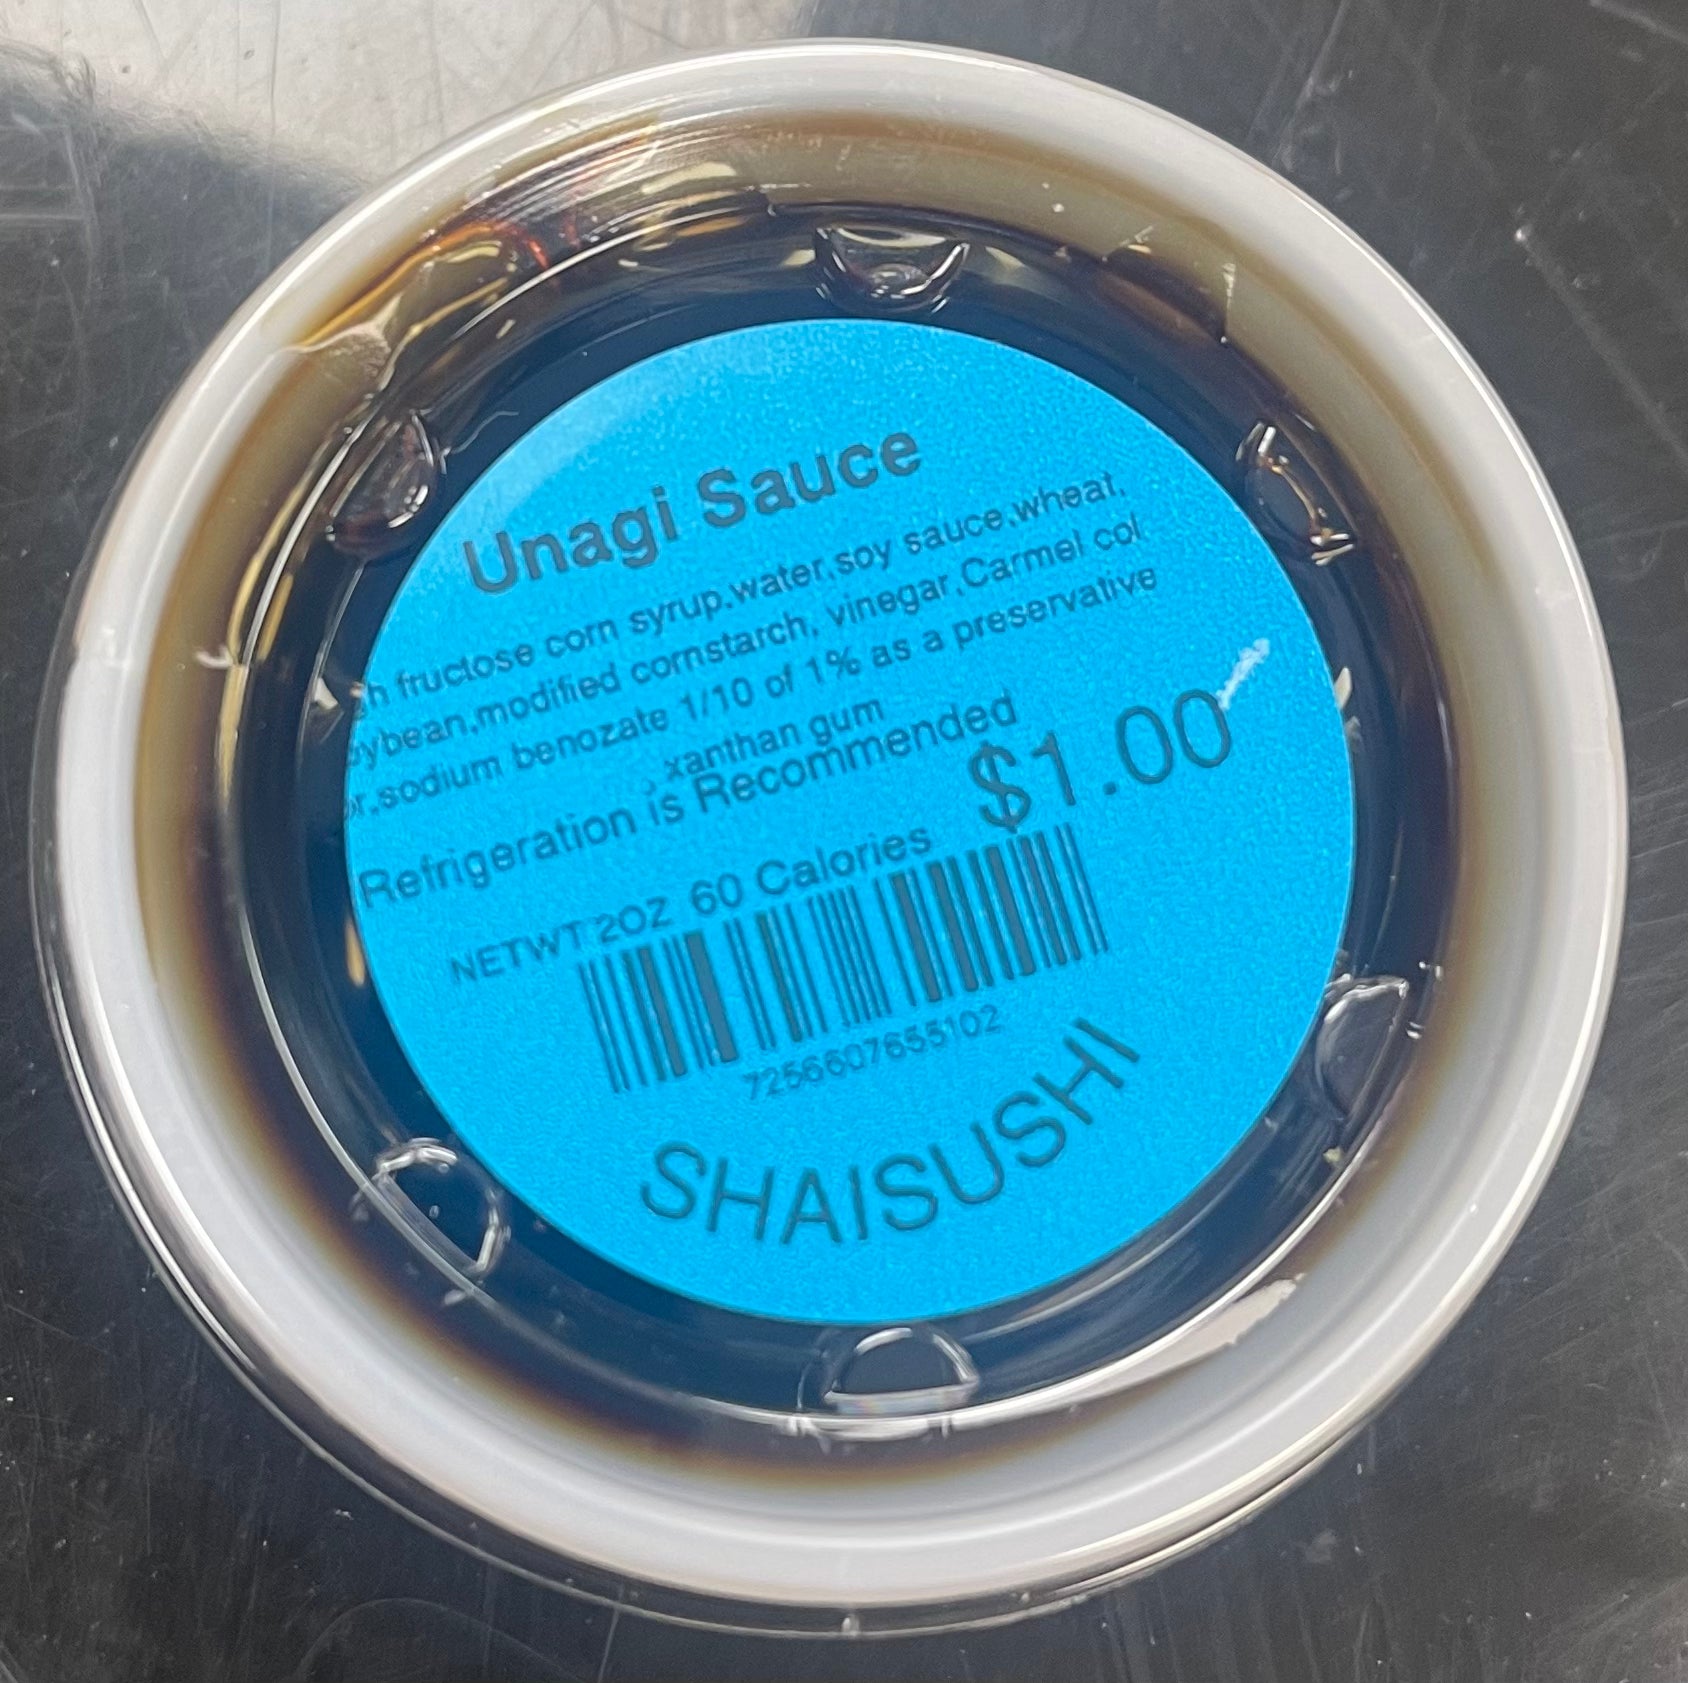 Unagi Sauce
h fructose corn syrup,water,soy sauce,wheat,
ybean,modified cornstarch, vinegar,Carmel col
r,sodium benozate 1/10 of 1% as a preservative
, xanthan gum
Refrigeration is Recommended
$1.00
NETWT 2OZ 60 Calories
7256607655102
SHAISUSHI